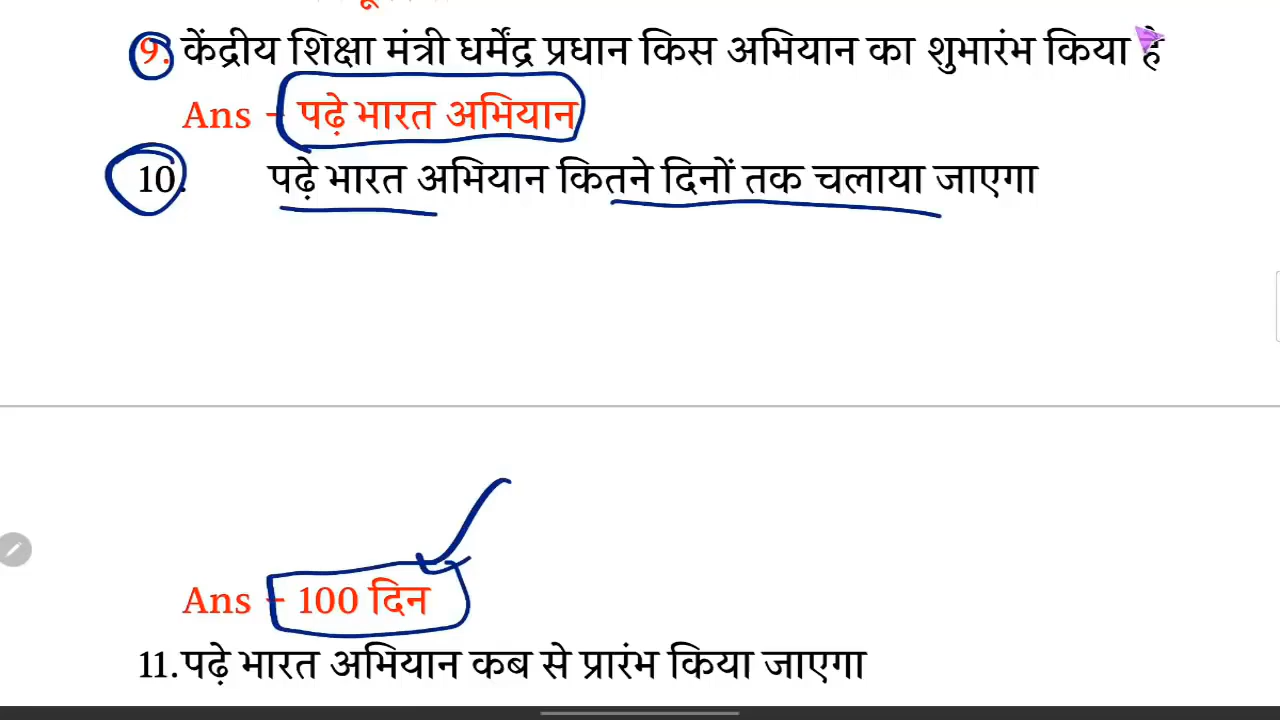 9. केंद्रीय शिक्षा मंत्री धर्मेंद्र प्रधान किस अभियान का शुभारंभ किया है
Ans - पढ़े भारत अभियान
10. पढ़े भारत अभियान कितने दिनों तक चलाया जाएगा
Ans - 100 दिन
11. पढ़े भारत अभियान कब से प्रारंभ किया जाएगा